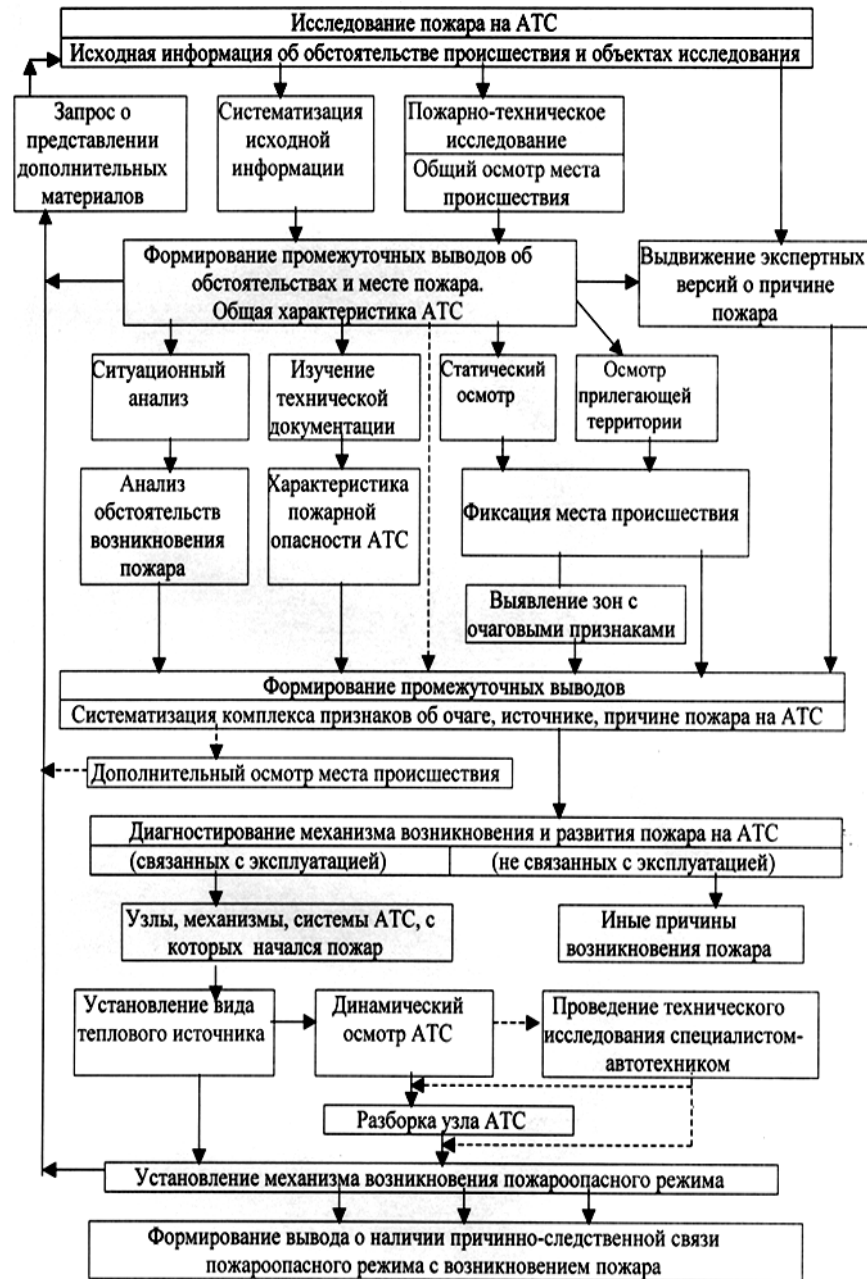 Исследование пожара на АТС
Исходная информация об обстоятельстве происшествия и объектах исследования
Запрос о
представлении
дополнительных
материалов
Систематизация
исходной
информации
Пожарно-техническое
исследование
Общий осмотр места
происшествия
Формирование промежуточных выводов об
обстоятельствах и месте пожара.
Общая характеристика АТС
Выдвижение экспертных
версий о причине
пожара
Ситуационный
анализ
Изучение
технической
документации
Статический
осмотр
Осмотр
прилегающей
территории
Анализ
обстоятельств
возникновения
пожара
Характеристика
пожарной
опасности АТС
Фиксация места происшествия
Выявление зон с
очаговыми признаками
Формирование промежуточных выводов
Систематизация комплекса признаков об очаге, источнике, причине пожара на АТС
Дополнительный осмотр места происшествия
Диагностирование механизма возникновения и развития пожара на АТС
(связанных с эксплуатацией)
(не связанных с эксплуатацией)
Узлы, механизмы, системы АТС, с
которых начался пожар
Иные причины
возникновения пожара
Установление вида
теплового источника
Динамический
осмотр АТС
Проведение технического
исследования специалистом-
автотехником
Разборка узла АТС
Установление механизма возникновения пожароопасного режима
Формирование вывода о наличии причинно-следственной связи
пожароопасного режима с возникновением пожара